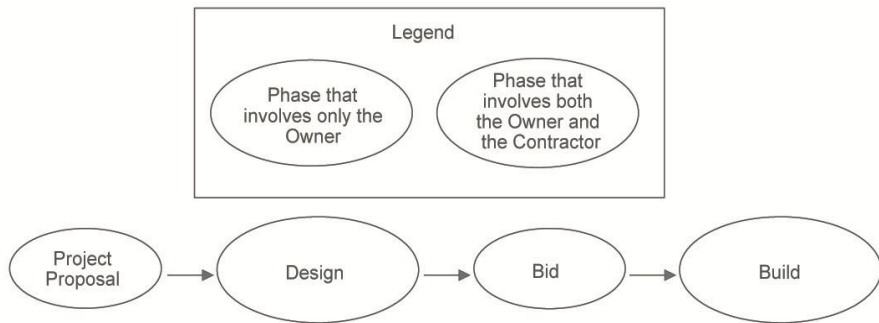 Legend
Phase that
involves only the
Owner
Phase that
involves both
the Owner and
the Contractor
Project
Proposal
Design
Bid
Build